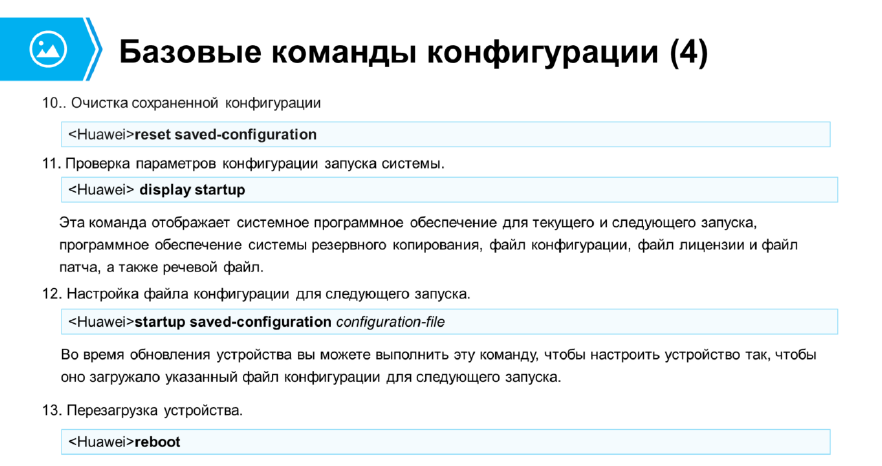 Базовые команды конфигурации (4)
10.. Очистка сохраненной конфигурации
<Huawei>reset saved-configuration
11. Проверка параметров конфигурации запуска системы.
<Huawei> display startup
Эта команда отображает системное программное обеспечение для текущего и следующего запуска,
программное обеспечение системы резервного копирования, файл конфигурации, файл лицензии и файл
патча, а также речевой файл.
12. Настройка файла конфигурации для следующего запуска.
<Huawei>startup saved-configuration configuration-file
Во время обновления устройства вы можете выполнить эту команду, чтобы настроить устройство так, чтобы
оно загружало указанный файл конфигурации для следующего запуска.
13. Перезагрузка устройства.
<Huawei>reboot